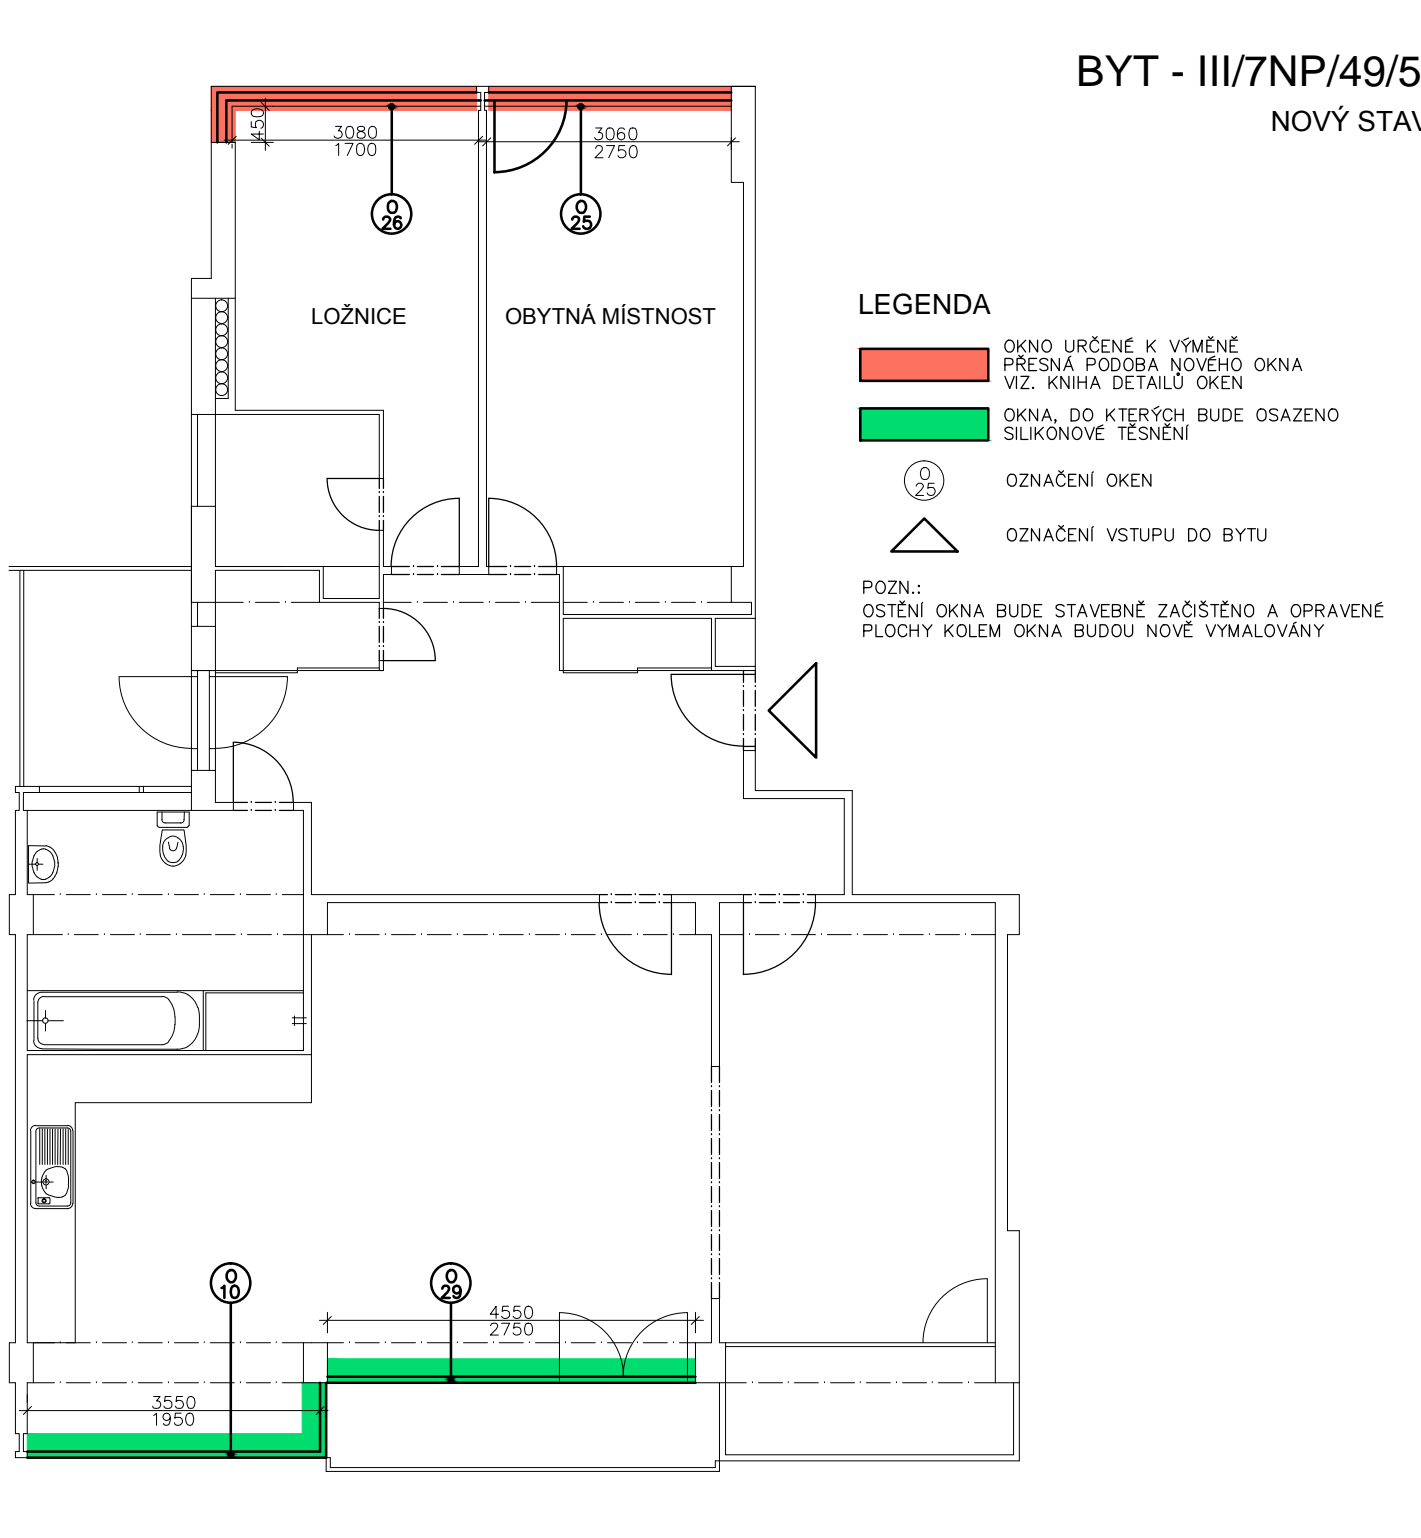 BYT - III/7NP/49/5
NOVÝ STAV
450
3080
1700
3060
2750
O
26
O
25
LOŽNICE
OBYTNÁ MÍSTNOST
LEGENDA
OKNO URČENÉ K VÝMĚNĚ
PŘESNÁ PODOBA NOVÉHO OKNA
VIZ. KNIHA DETAILŮ OKEN
OKNA, DO KTERÝCH BUDE OSAZENO
SILIKONOVÉ TĚSNĚNÍ
O
25
OZNAČENÍ OKEN
OZNAČENÍ VSTUPU DO BYTU
POZN.:
OSTĚNÍ OKNA BUDE STAVEBNĚ ZAČIŠTĚNO A OPRAVENÉ
PLOCHY KOLEM OKNA BUDOU NOVĚ VYMALOVÁNY
O
10
O
29
4550
2750
3550
1950